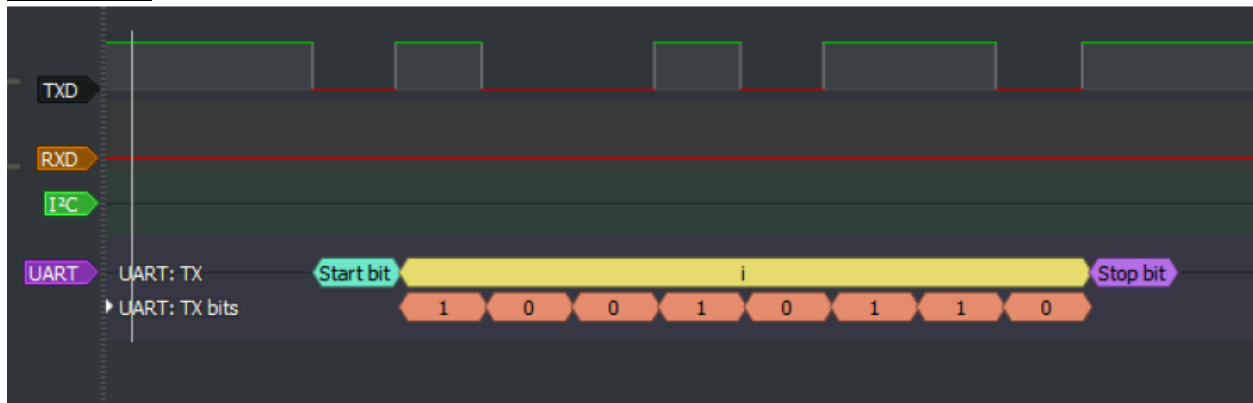 TXD
RXD
I²C
UART UART: TX Start bit i Stop bit
UART: TX bits 1 0 0 1 0 1 1 0